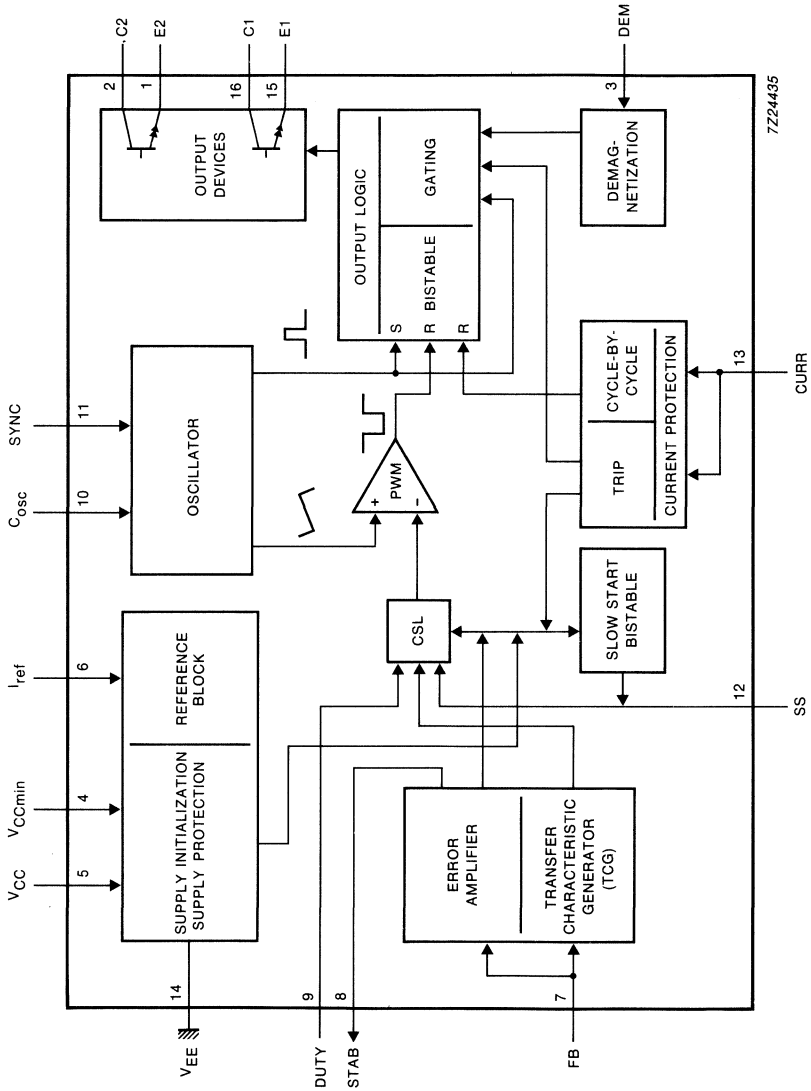 VCC
VCCmin
Iref
Cosc
SYNC
5
4
6
10
11
SUPPLY INITIALIZATION
SUPPLY PROTECTION
REFERENCE
BLOCK
OSCILLATOR
OUTPUT
DEVICES
2
1
16
15
,C2
E2
C1
E1
14
VEE
9
DUTY
8
STAB
7
FB
ERROR
AMPLIFIER
TRANSFER
CHARACTERISTIC
GENERATOR
(TCG)
CSL
+
PWM
–
OUTPUT LOGIC
S
R
R
BISTABLE
GATING
SLOW START
BISTABLE
TRIP
CYCLE-BY-
CYCLE
CURRENT PROTECTION
DEMAG-
NETIZATION
3
DEM
12
SS
13
CURR
7Z24435